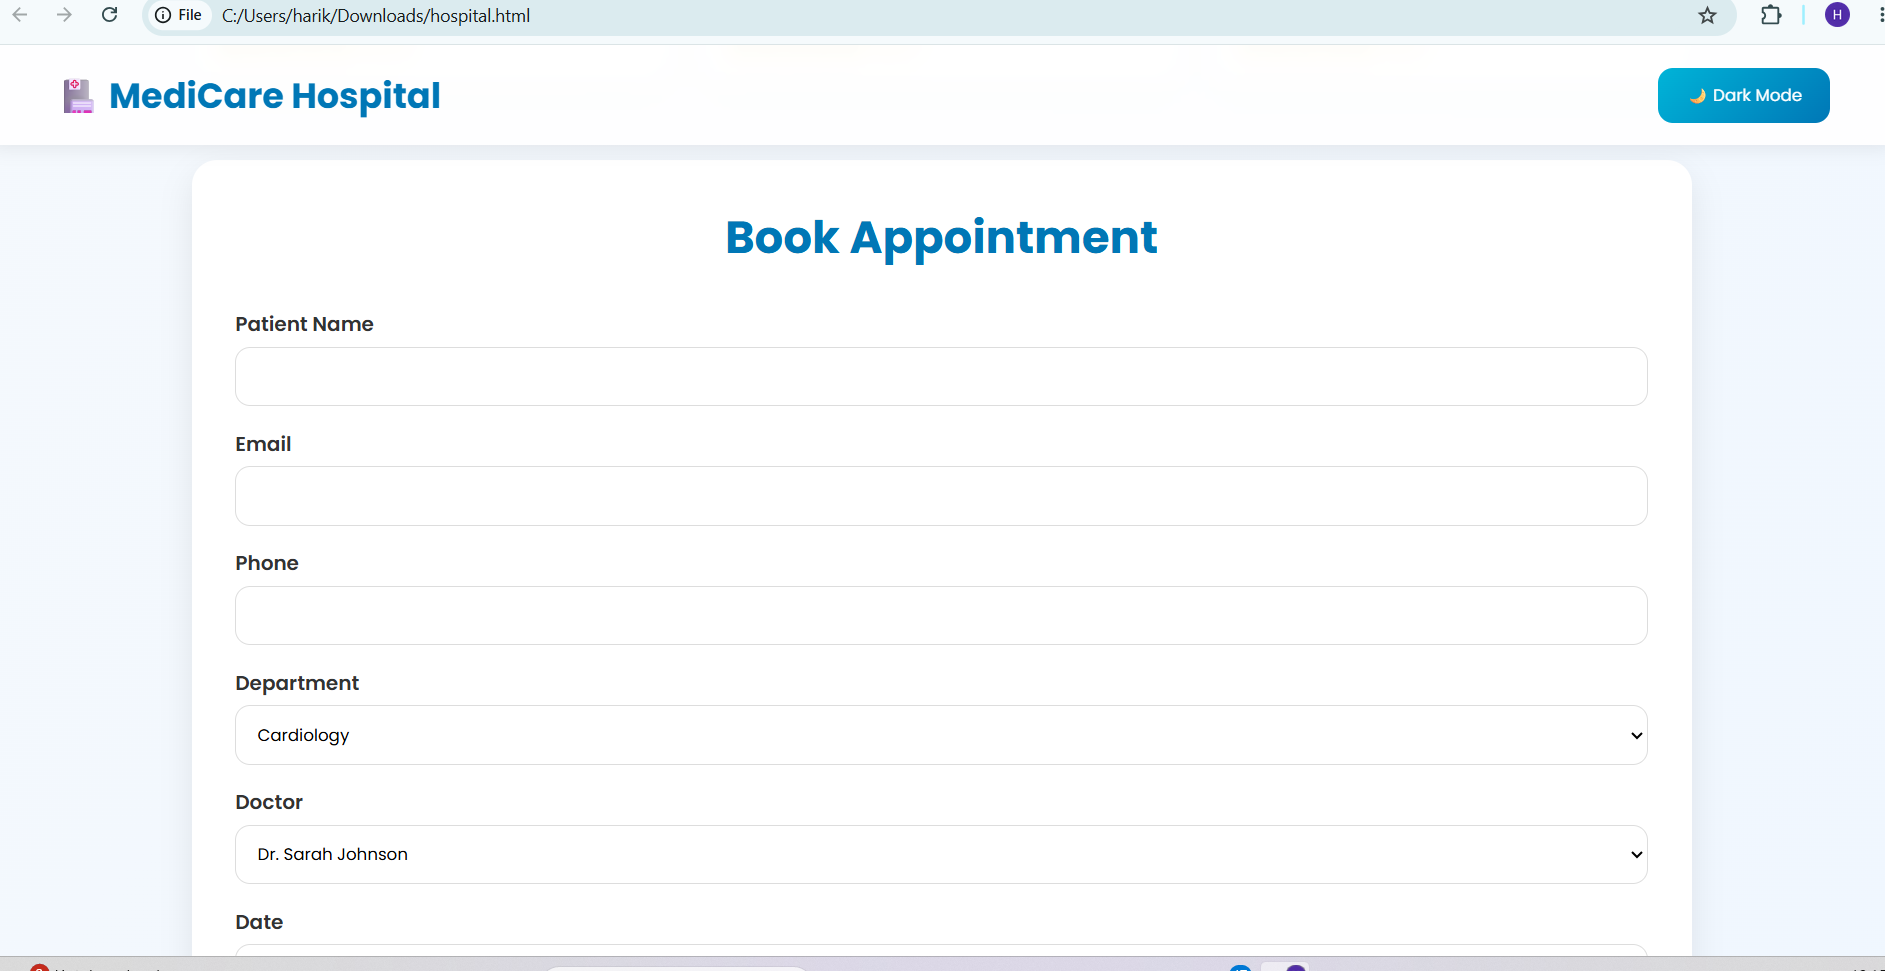 File C:/Users/harik/Downloads/hospital.html
H
MediCare Hospital
Dark Mode
Book Appointment
Patient Name
Email
Phone
Department
Cardiology
Doctor
Dr. Sarah Johnson
Date